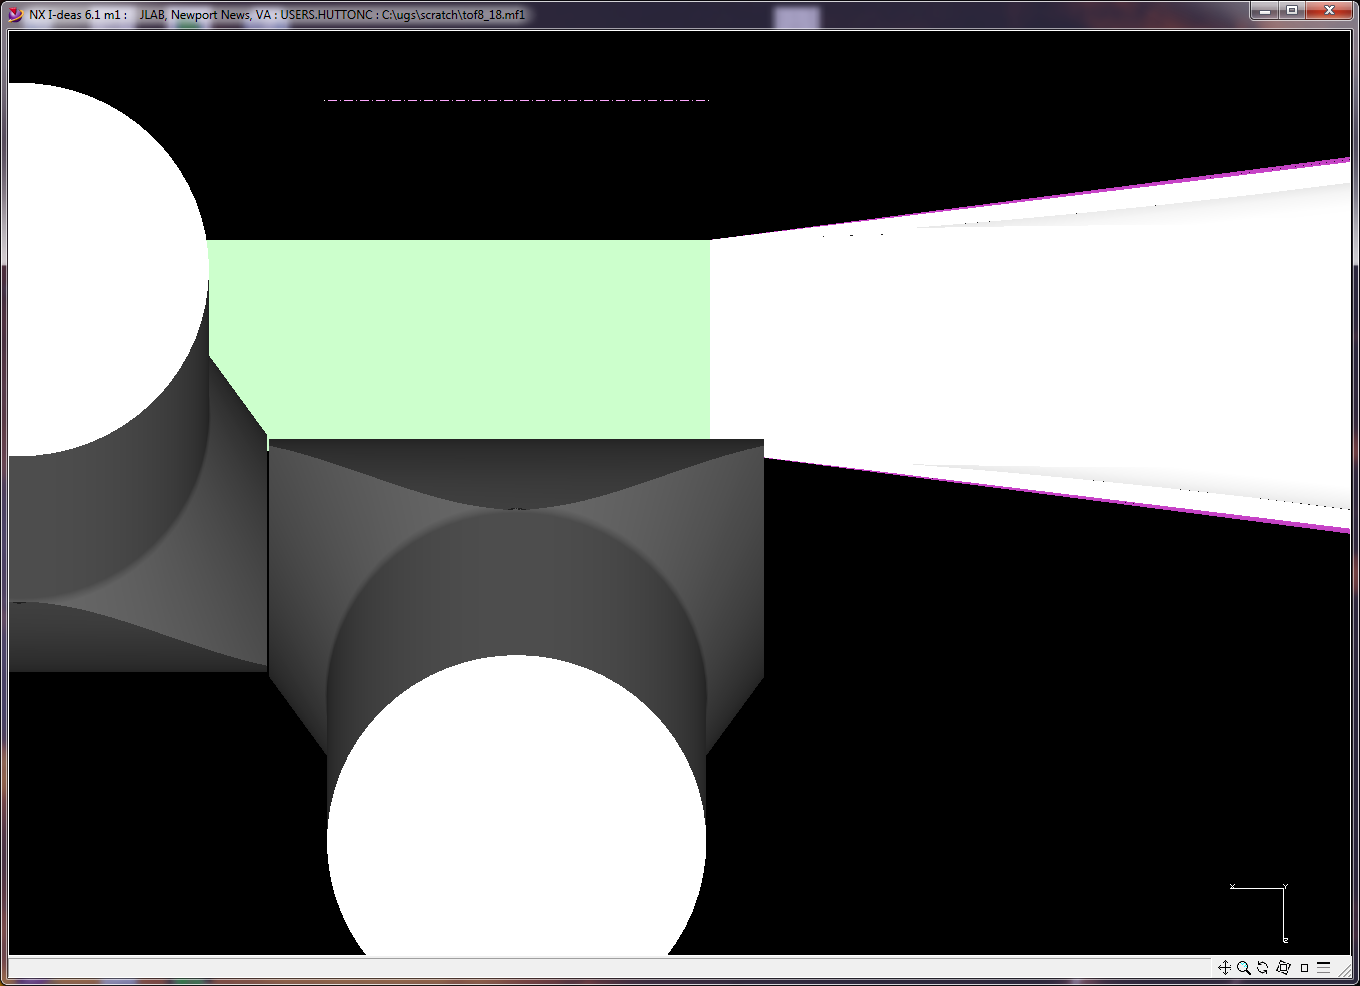 NX I-deas 6.1 m1 : JLAB, Newport News, VA : USERS.HUTTONC : C:\ugs\scratch\tof8_18.mf1
X Y
Z